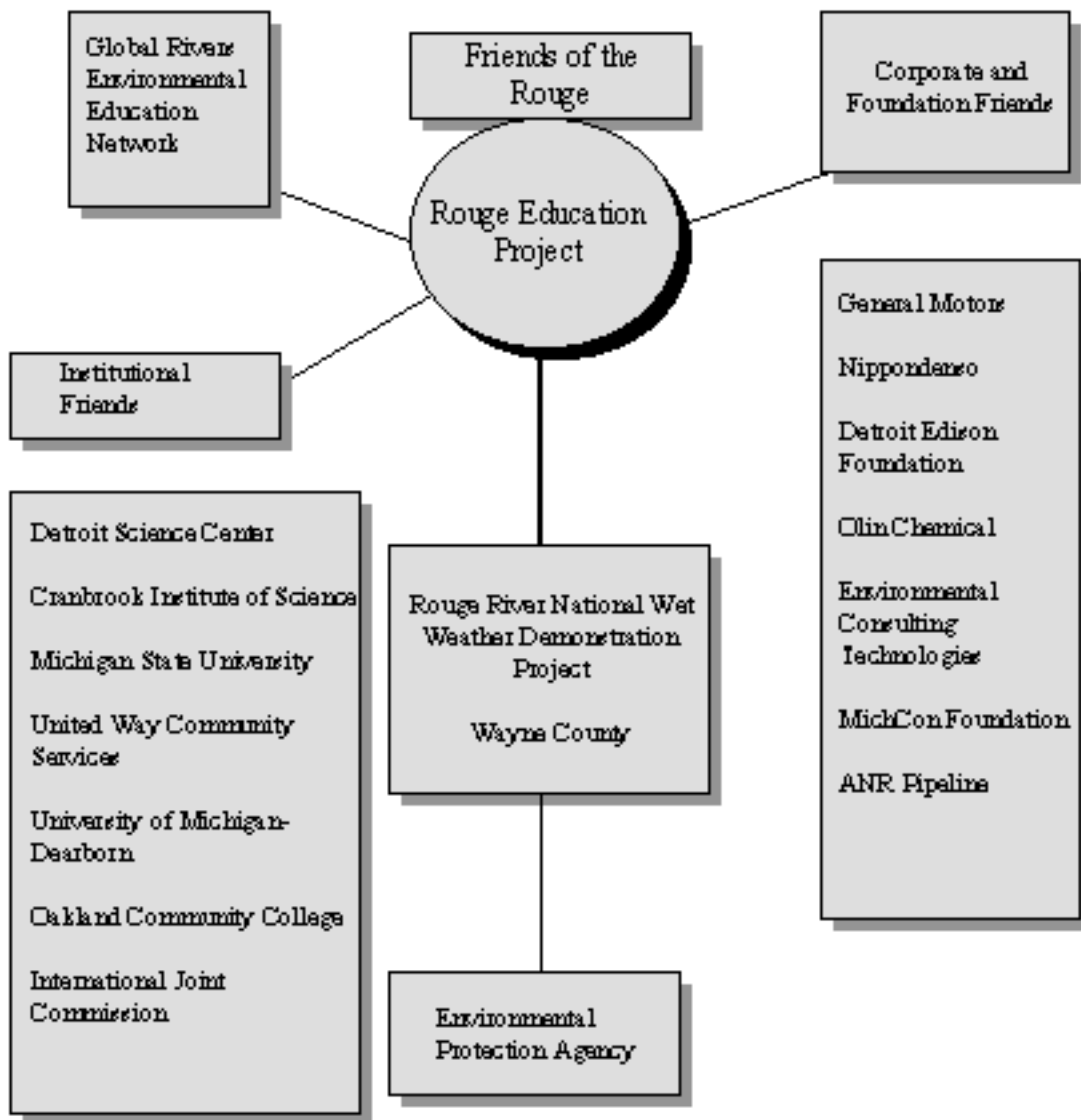 Global Rivers
Environmental
Education
Network
Friends of the
Rouge
Corporate and
Foundation Friends
Rouge Education
Project
Institutional
Friends
General Motors
Nippondenso
Detroit Edison
Foundation
Olin Chemical
Environmental
Consulting
Technologies
MichCon Foundation
ANR Pipeline
Detroit Science Center
Cranbrook Institute of Science
Michigan State University
United Way Community
Services
University of Michigan-
Dearborn
Oakland Community College
International Joint
Commission
Rouge River National Wet
Weather Demonstration
Project
Wayne County
Environmental
Protection Agency